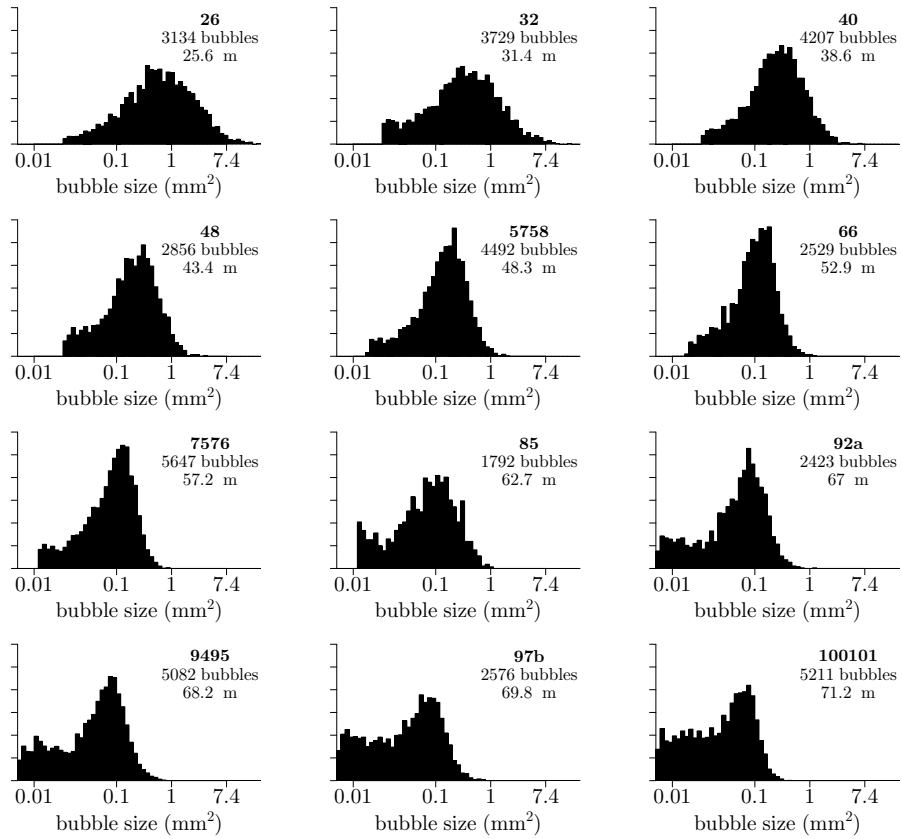 26
3134 bubbles
25.6 m
0.01 0.1 1 7.4
bubble size (mm²)
32
3729 bubbles
31.4 m
0.01 0.1 1 7.4
bubble size (mm²)
40
4207 bubbles
38.6 m
0.01 0.1 1 7.4
bubble size (mm²)
48
2856 bubbles
43.4 m
0.01 0.1 1 7.4
bubble size (mm²)
5758
4492 bubbles
48.3 m
0.01 0.1 1 7.4
bubble size (mm²)
66
2529 bubbles
52.9 m
0.01 0.1 1 7.4
bubble size (mm²)
7576
5647 bubbles
57.2 m
0.01 0.1 1 7.4
bubble size (mm²)
85
1792 bubbles
62.7 m
0.01 0.1 1 7.4
bubble size (mm²)
92a
2423 bubbles
67 m
0.01 0.1 1 7.4
bubble size (mm²)
9495
5082 bubbles
68.2 m
0.01 0.1 1 7.4
bubble size (mm²)
97b
2576 bubbles
69.8 m
0.01 0.1 1 7.4
bubble size (mm²)
100101
5211 bubbles
71.2 m
0.01 0.1 1 7.4
bubble size (mm²)